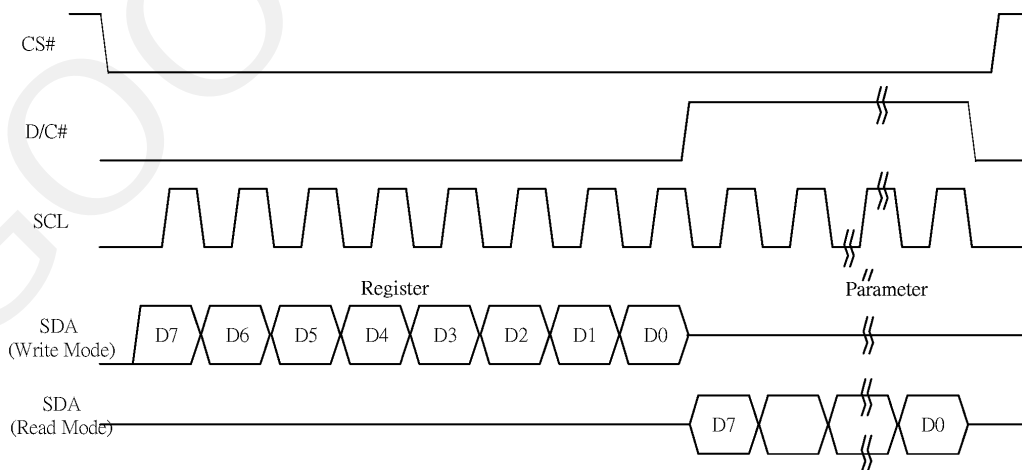 CS#
D/C#
SCL
Register
Parameter
SDA
(Write Mode)
D7 D6 D5 D4 D3 D2 D1 D0
SDA
(Read Mode)
D7 D0